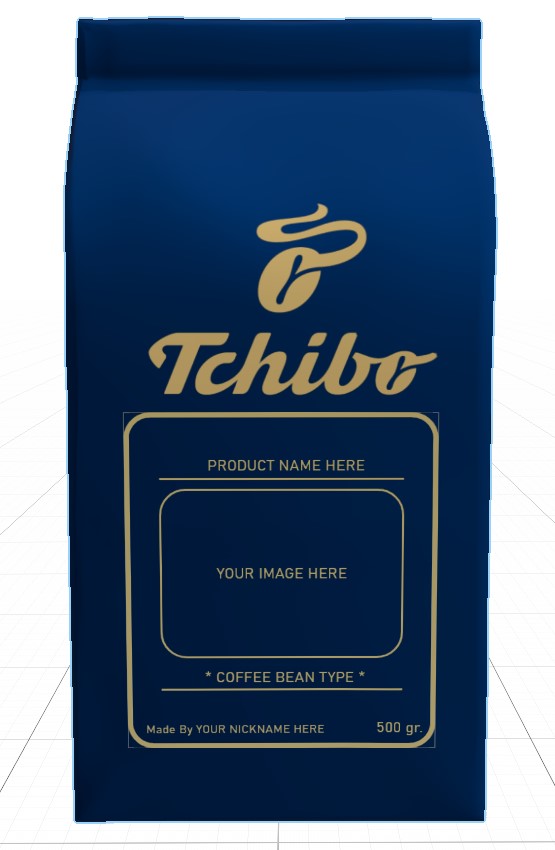 Tchibo
PRODUCT NAME HERE
YOUR IMAGE HERE
* COFFEE BEAN TYPE *
Made By YOUR NICKNAME HERE 500 gr.